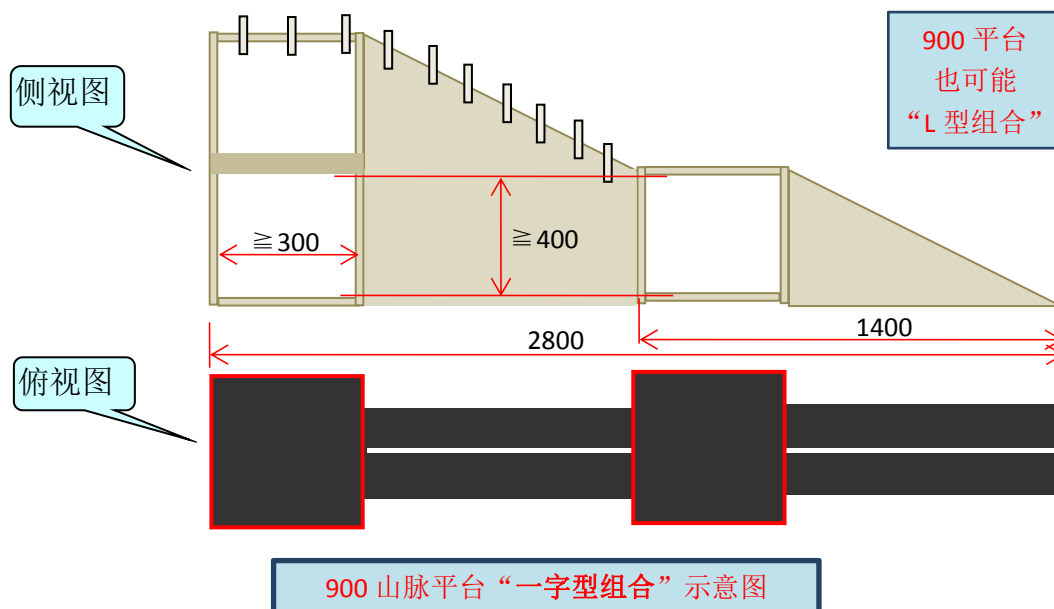 900 平台
也可能
“L 型组合”
侧视图
≧300
≧400
1400
2800
俯视图
900 山脉平台“一字型组合”示意图